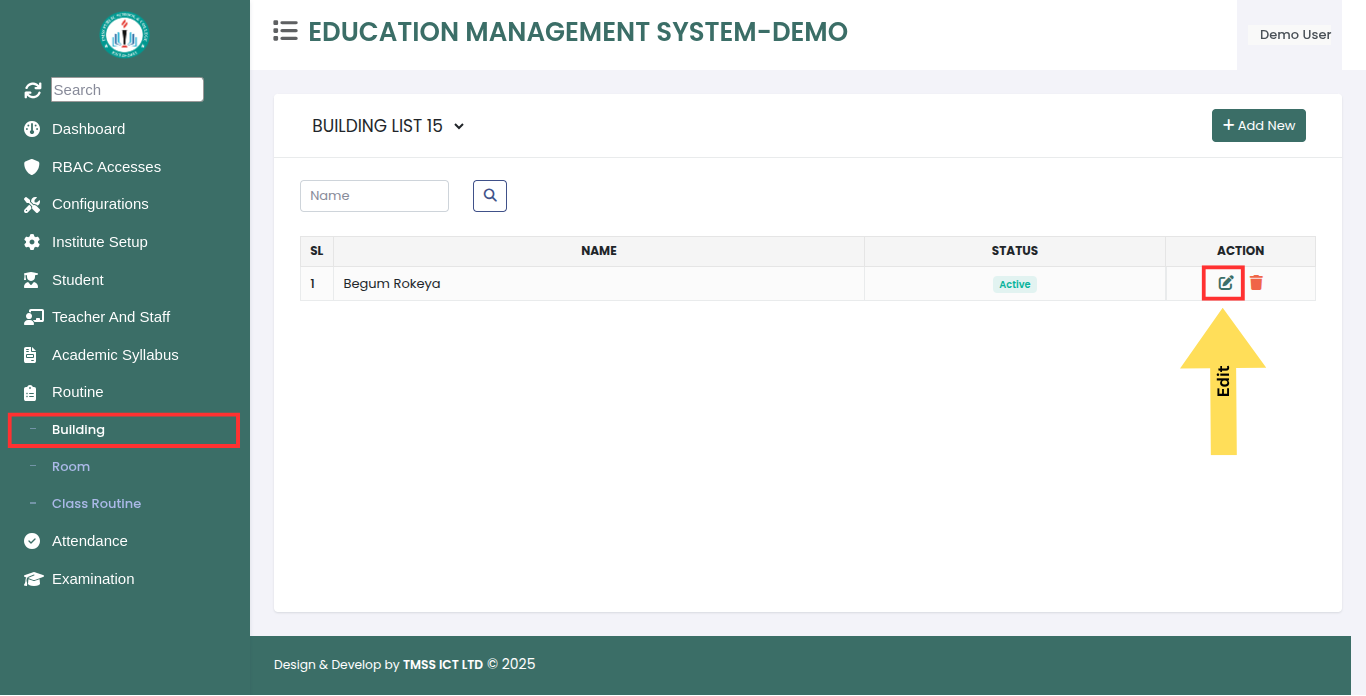 EDUCATION MANAGEMENT SYSTEM-DEMO
Demo User
Search
Dashboard
RBAC Accesses
Configurations
Institute Setup
Student
Teacher And Staff
Academic Syllabus
Routine
Building
Room
Class Routine
Attendance
Examination
BUILDING LIST 15
+ Add New
Name
SL NAME STATUS ACTION
1 Begum Rokeya Active
Edit
Design & Develop by TMSS ICT LTD © 2025